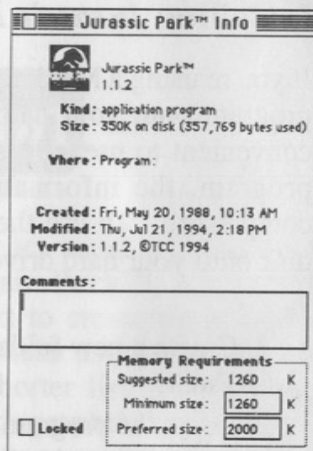 Jurassic Park™ Info
Jurassic Park™
1.1.2
Kind: application program
Size: 350K on disk (357,769 bytes used)
Where: Program:
Created: Fri, May 20, 1988, 10:13 AM
Modified: Thu, Jul 21, 1994, 2:18 PM
Version: 1.1.2, ©TCC 1994
Comments:
Memory Requirements
Suggested size: 1260 K
Minimum size: 1260 K
Locked Preferred size: 2000 K